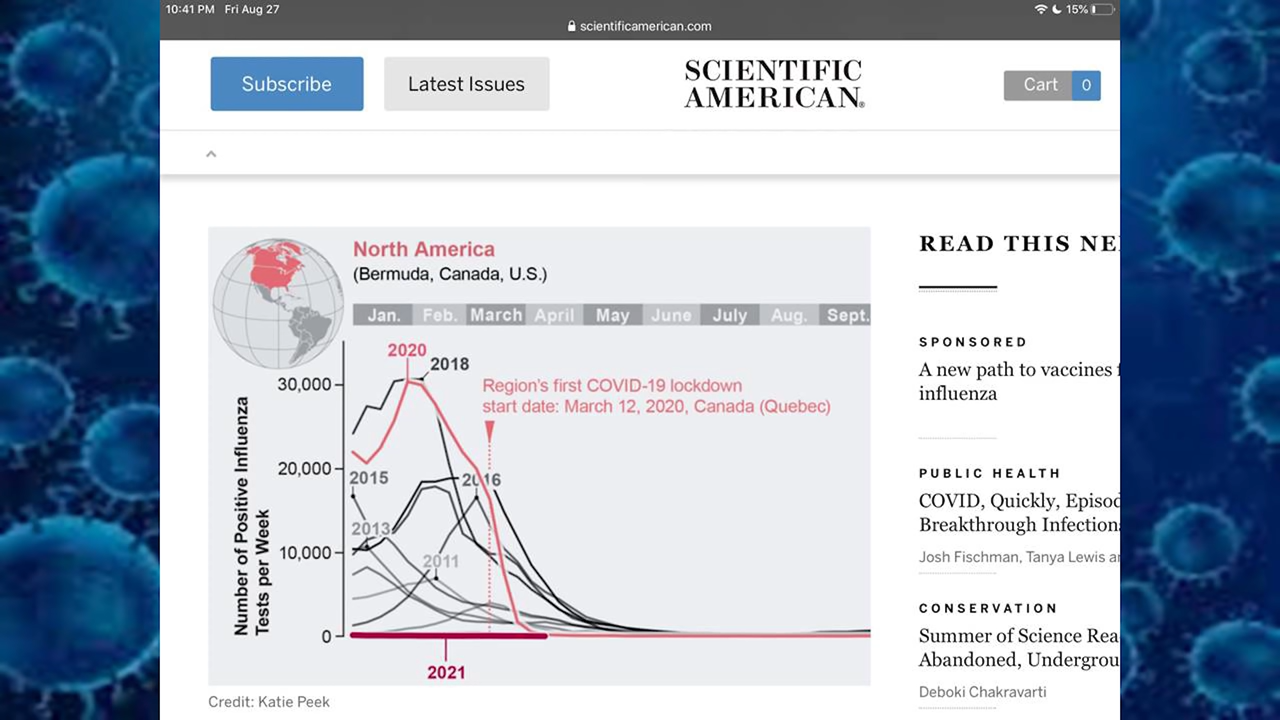 10:41 PM Fri Aug 27
15%
scientificamerican.com
Subscribe
Latest Issues
SCIENTIFIC
AMERICAN®
Cart 0
North America
(Bermuda, Canada, U.S.)
Jan. Feb. March April May June July Aug. Sept.
2020
2018
30,000
Region's first COVID-19 lockdown
start date: March 12, 2020, Canada (Quebec)
20,000
2015
2016
2013
10,000
2011
0
2021
Number of Positive Influenza
Tests per Week
Credit: Katie Peek
READ THIS NE
SPONSORED
A new path to vaccines
influenza
PUBLIC HEALTH
COVID, Quickly, Episod
Breakthrough Infection
Josh Fischman, Tanya Lewis a
CONSERVATION
Summer of Science Rea
Abandoned, Undergrou
Deboki Chakravarti